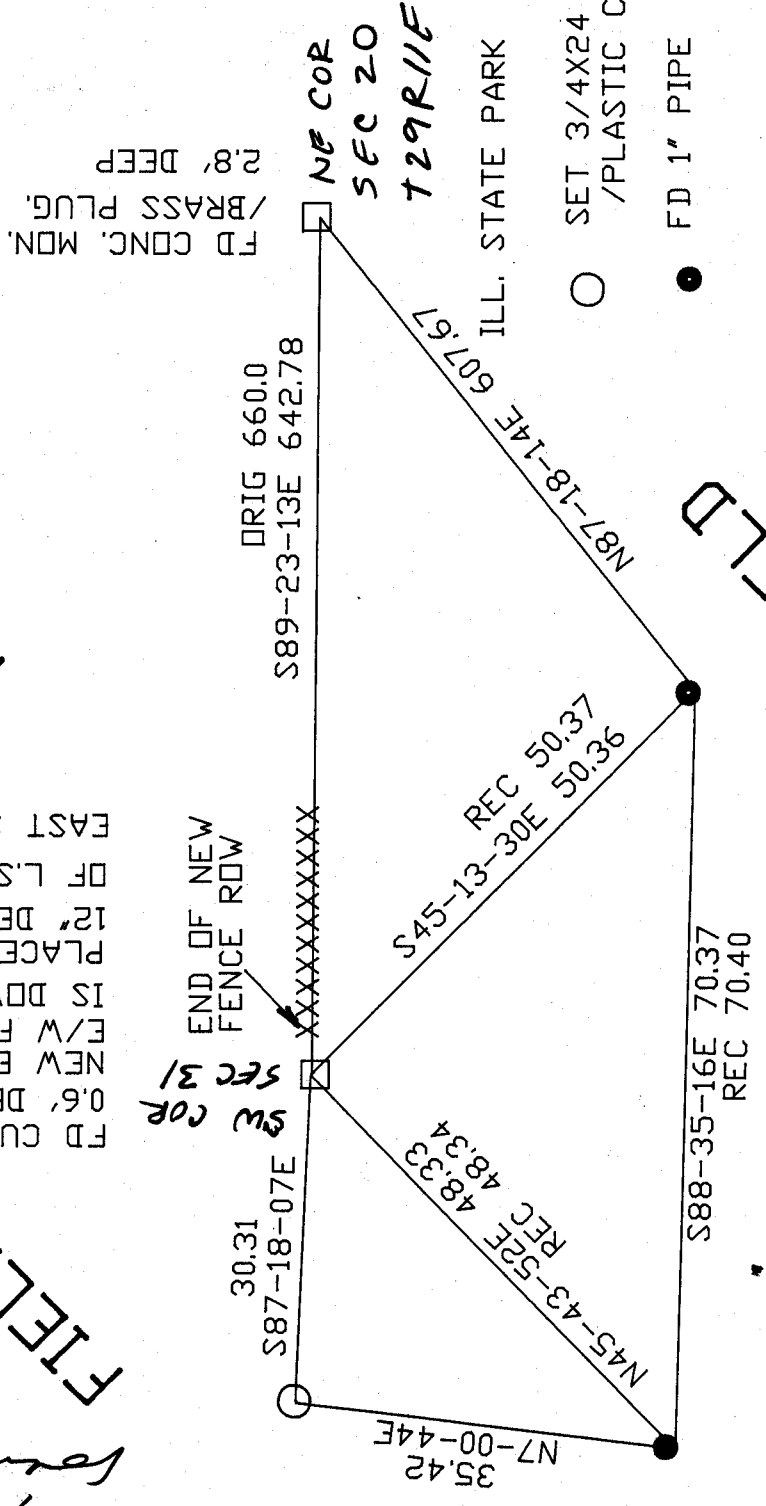 FD CONC. MON.
/BRASS PLUG.
2.8' DEEP
NE COR
SEC 20
T29R11E
ILL. STATE PARK
SET 3/4X24
/PLASTIC C
FD 1" PIPE
ORIG 660.0
S89-23-13E 642.78
N87-18-14E 607.67
END OF NEW
FENCE ROW
REC 50.37
S45-13-30E 50.36
SW COR
SEC 31
FD CU
0.6' DE
NEW E
E/W F
IS DOW
PLACE
12" DE
OF L.S
EAST
30.31
S87-18-07E
N45-43-52E 48.33
REC 48.34
S88-35-16E 70.37
REC 70.40
35.42
N7-00-44E
FIEL
LD